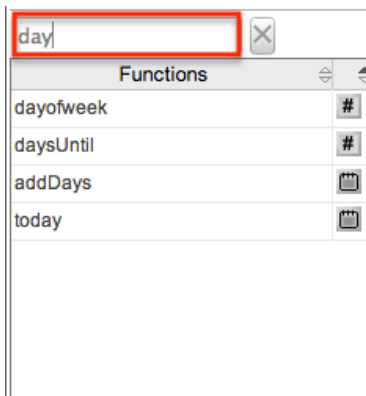 day
Functions
dayofweek #
daysUntil #
addDays
today